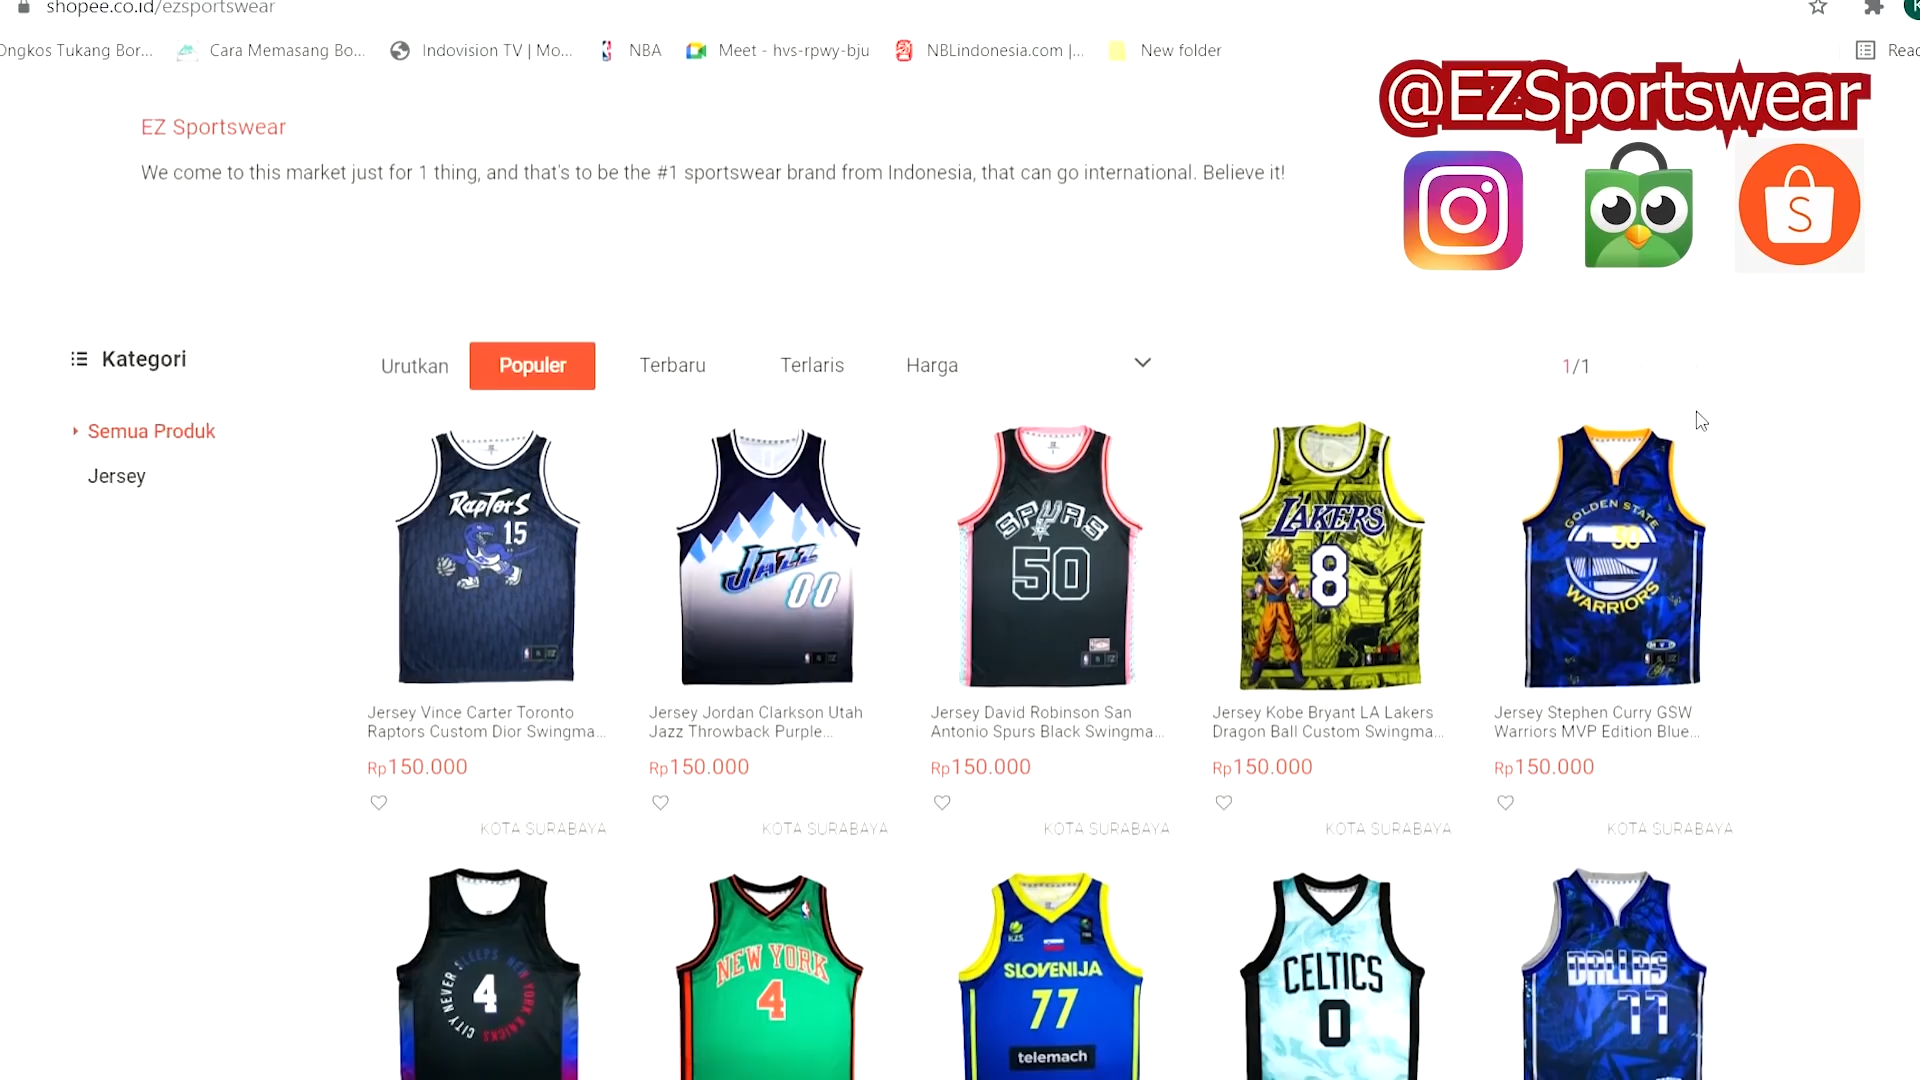 shopee.co.id/ezsportswear
Ongkos Tukang Bor...
Cara Memasang Bo...
Indovision TV | Mo...
NBA
Meet - hvs-rpwy-bju
NBLindonesia.com |...
New folder
@EZSportswear
EZ Sportswear
We come to this market just for 1 thing, and that's to be the #1 sportswear brand from Indonesia, that can go international. Believe it!
S
Kategori
Urutkan
Populer
Terbaru
Terlaris
Harga
1/1
Semua Produk
Jersey
RAPTORS
15
JAZZ
00
SPURS
50
LAKERS
8
GOLDEN STATE
30
WARRIORS
Jersey Vince Carter Toronto
Raptors Custom Dior Swingma...
Rp150.000
KOTA SURABAYA
Jersey Jordan Clarkson Utah
Jazz Throwback Purple...
Rp150.000
KOTA SURABAYA
Jersey David Robinson San
Antonio Spurs Black Swingma...
Rp150.000
KOTA SURABAYA
Jersey Kobe Bryant LA Lakers
Dragon Ball Custom Swingma...
Rp150.000
KOTA SURABAYA
Jersey Stephen Curry GSW
Warriors MVP Edition Blue...
Rp150.000
KOTA SURABAYA
CITY NEVER SLEEPS NEW YORK KNICKS
4
NEW YORK
4
KZS
SLOVENIJA
77
telemach
CELTICS
0
DALLAS
77